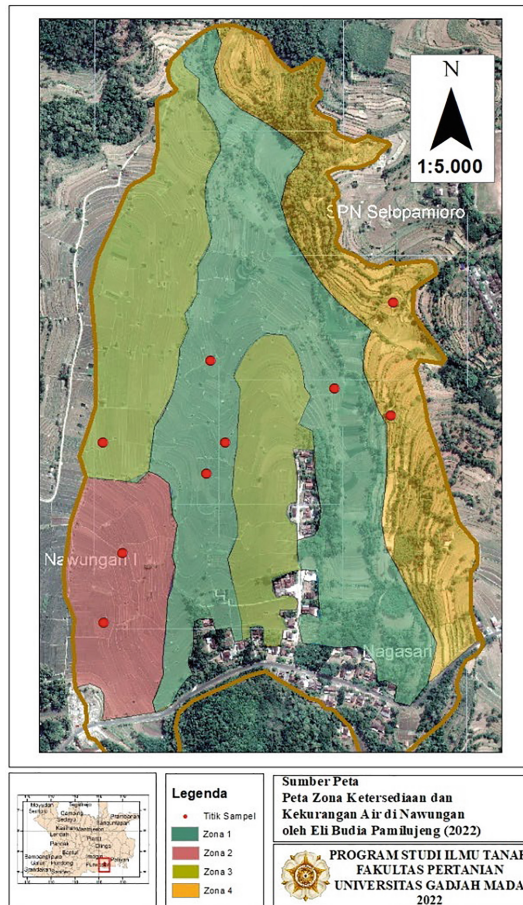 N
1:5.000
SPN Selopamioro
Nawungan I
Nagasari
Legenda
Titik Sampel
Zona 1
Zona 2
Zona 3
Zona 4
Sumber Peta
Peta Zona Ketersediaan dan
Kekurangan Air di Nawungan
oleh Eli Budia Pamilujeng (2022)
PROGRAM STUDI ILMU TANAH
FAKULTAS PERTANIAN
UNIVERSITAS GADJAH MADA
2022